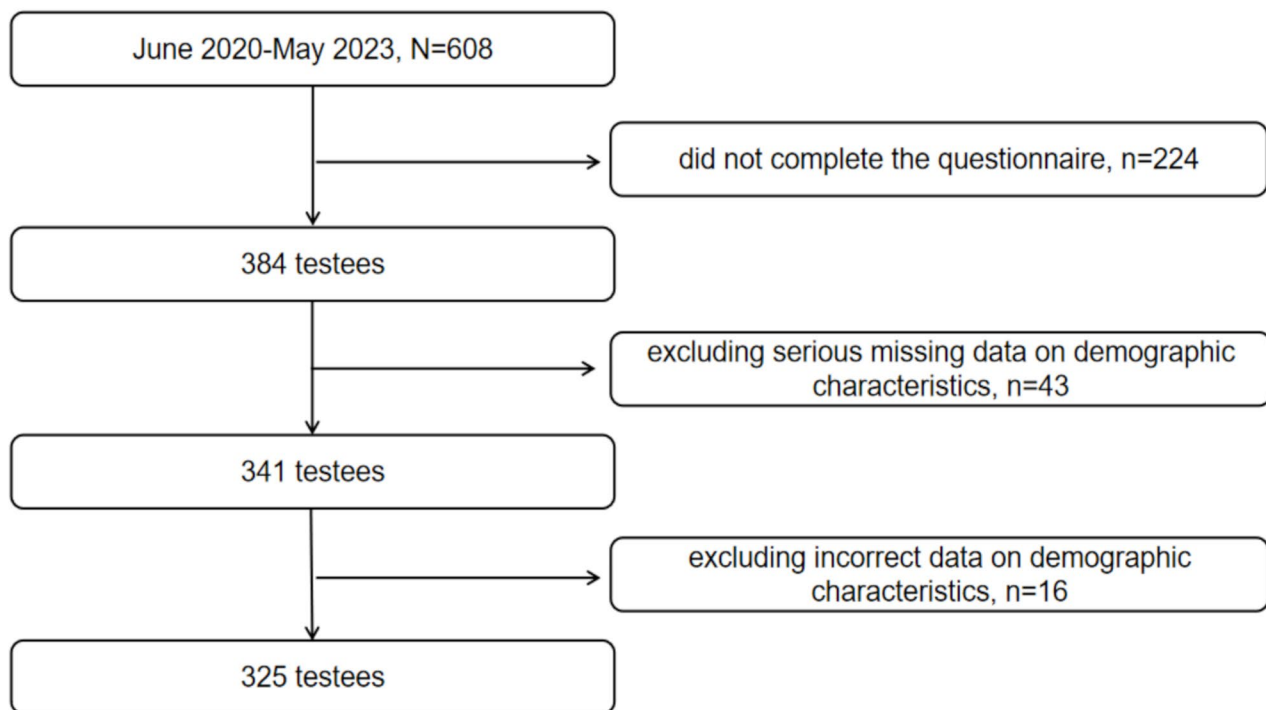 June 2020-May 2023, N=608
did not complete the questionnaire, n=224
384 testees
excluding serious missing data on demographic
characteristics, n=43
341 testees
excluding incorrect data on demographic
characteristics, n=16
325 testees